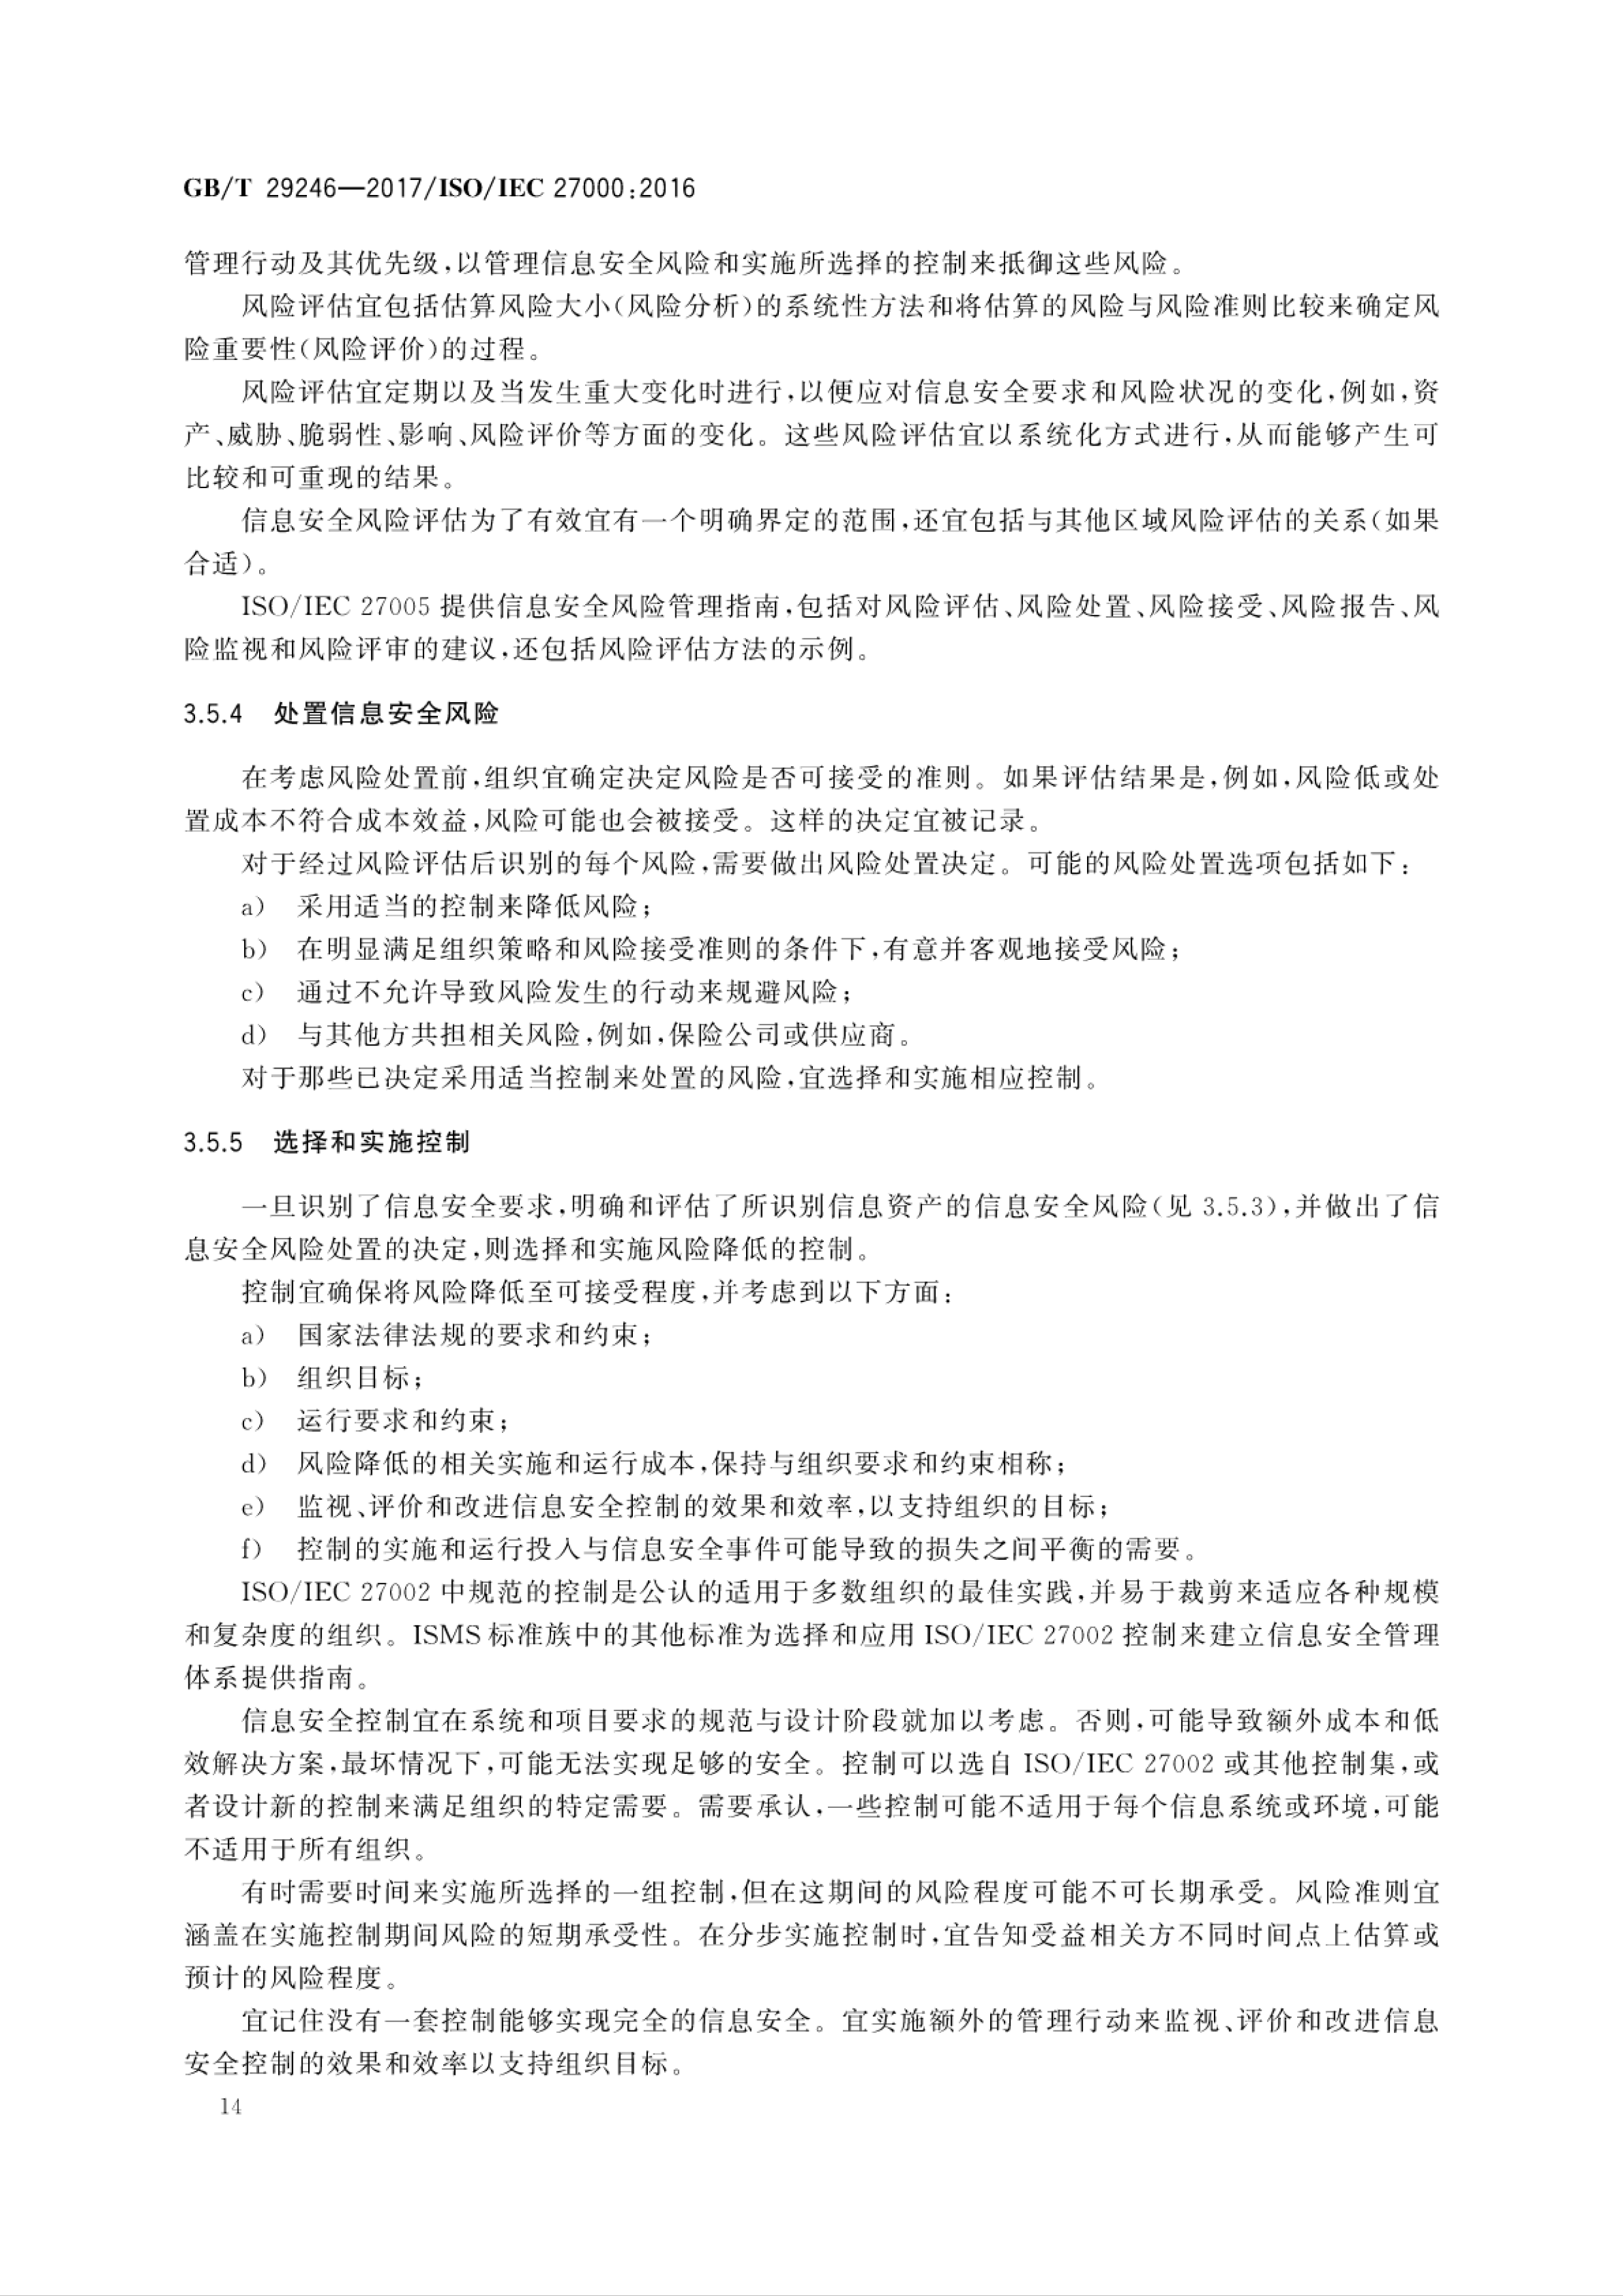 GB/T 29246—2017/ISO/IEC 27000:2016
管理行动及其优先级,以管理信息安全风险和实施所选择的控制来抵御这些风险。
风险评估宜包括估算风险大小(风险分析)的系统性方法和将估算的风险与风险准则比较来确定风
险重要性(风险评价)的过程。
风险评估宜定期以及当发生重大变化时进行,以便应对信息安全要求和风险状况的变化,例如,资
产、威胁、脆弱性、影响、风险评价等方面的变化。这些风险评估宜以系统化方式进行,从而能够产生可
比较和可重现的结果。
信息安全风险评估为了有效宜有一个明确界定的范围,还宜包括与其他区域风险评估的关系(如果
合适)。
ISO/IEC 27005 提供信息安全风险管理指南,包括对风险评估、风险处置、风险接受、风险报告、风
险监视和风险评审的建议,还包括风险评估方法的示例。
3.5.4 处置信息安全风险
在考虑风险处置前,组织宜确定决定风险是否可接受的准则。如果评估结果是,例如,风险低或处
置成本不符合成本效益,风险可能也会被接受。这样的决定宜被记录。
对于经过风险评估后识别的每个风险,需要做出风险处置决定。可能的风险处置选项包括如下:
a) 采用适当的控制来降低风险;
b) 在明显满足组织策略和风险接受准则的条件下,有意并客观地接受风险;
c) 通过不允许导致风险发生的行动来规避风险;
d) 与其他方共担相关风险,例如,保险公司或供应商。
对于那些已决定采用适当控制来处置的风险,宜选择和实施相应控制。
3.5.5 选择和实施控制
一旦识别了信息安全要求,明确和评估了所识别信息资产的信息安全风险(见 3.5.3),并做出了信
息安全风险处置的决定,则选择和实施风险降低的控制。
控制宜确保将风险降低至可接受程度,并考虑到以下方面:
a) 国家法律法规的要求和约束;
b) 组织目标;
c) 运行要求和约束;
d) 风险降低的相关实施和运行成本,保持与组织要求和约束相称;
e) 监视、评价和改进信息安全控制的效果和效率,以支持组织的目标;
f) 控制的实施和运行投入与信息安全事件可能导致的损失之间平衡的需要。
ISO/IEC 27002 中规范的控制是公认的适用于多数组织的最佳实践,并易于裁剪来适应各种规模
和复杂度的组织。ISMS 标准族中的其他标准为选择和应用 ISO/IEC 27002 控制来建立信息安全管理
体系提供指南。
信息安全控制宜在系统和项目要求的规范与设计阶段就加以考虑。否则,可能导致额外成本和低
效解决方案,最坏情况下,可能无法实现足够的安全。控制可以选自 ISO/IEC 27002 或其他控制集,或
者设计新的控制来满足组织的特定需要。需要承认,一些控制可能不适用于每个信息系统或环境,可能
不适用于所有组织。
有时需要时间来实施所选择的一组控制,但在这期间的风险程度可能不可长期承受。风险准则宜
涵盖在实施控制期间风险的短期承受性。在分步实施控制时,宜告知受益相关方不同时间点上估算或
预计的风险程度。
宜记住没有一套控制能够实现完全的信息安全。宜实施额外的管理行动来监视、评价和改进信息
安全控制的效果和效率以支持组织目标。
14